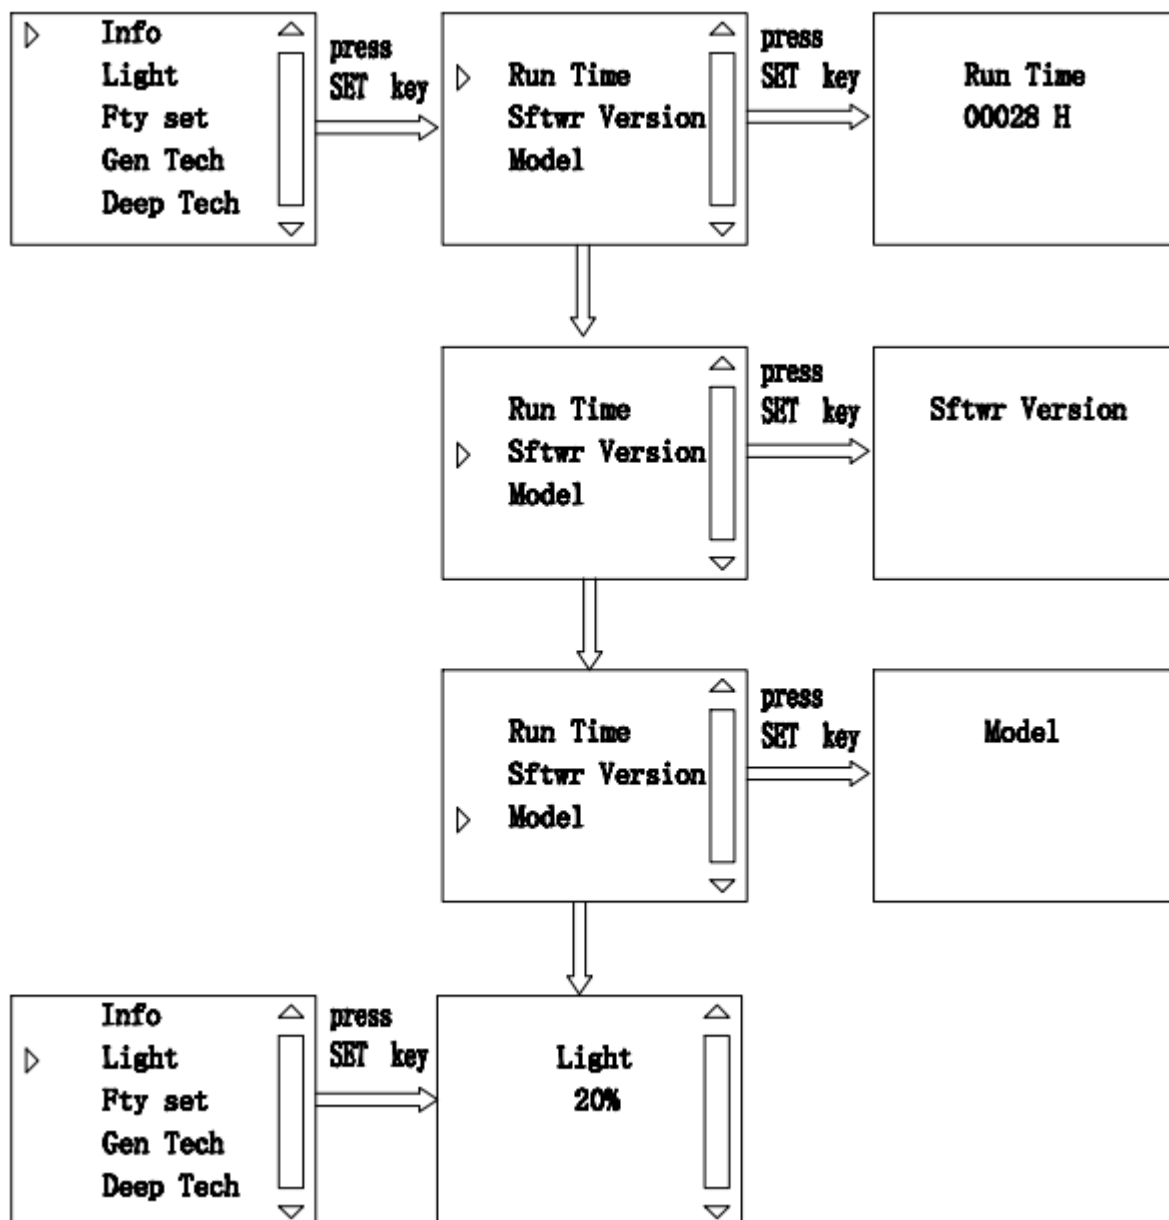 Info
Light
Fty set
Gen Tech
Deep Tech
press
SET key
Run Time
Sftwr Version
Model
press
SET key
Run Time
00028 H
Run Time
Sftwr Version
Model
press
SET key
Sftwr Version
Run Time
Sftwr Version
Model
press
SET key
Model
Info
Light
Fty set
Gen Tech
Deep Tech
press
SET key
Light
20%